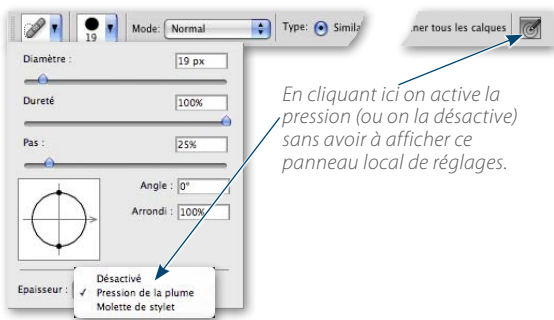 19 Mode: Normal Type: Simila
.ner tous les calques
Diamètre : 19 px
Dureté 100%
Pas : 25%
Angle : 0°
Arrondi : 100%
Epaisseur :
Désactivé
✓ Pression de la plume
Molette de stylet
En cliquant ici on active la
pression (ou on la désactive)
sans avoir à afficher ce
panneau local de réglages.